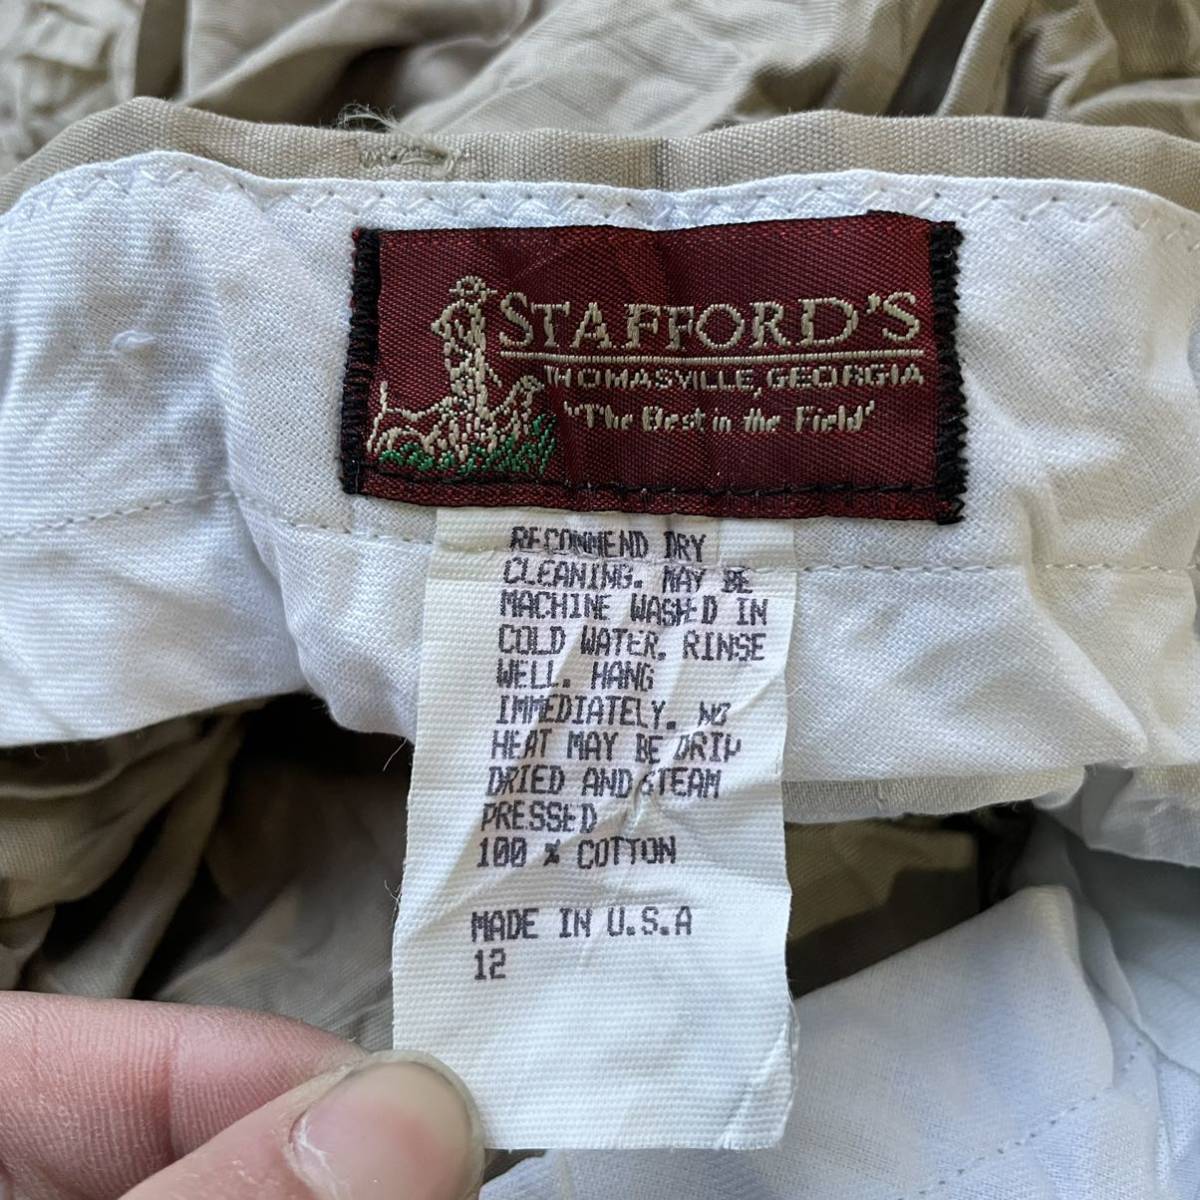 STAFFORD'S
THOMASVILLE, GEORGIA
"The Best in the Field"
RECOMMEND DRY
CLEANING. MAY BE
MACHINE WASHED IN
COLD WATER. RINSE
WELL. HANG
IMMEDIATELY. NO
HEAT MAY BE DRIP
DRIED AND STEAM
PRESSED
100 % COTTON
MADE IN U.S.A
12